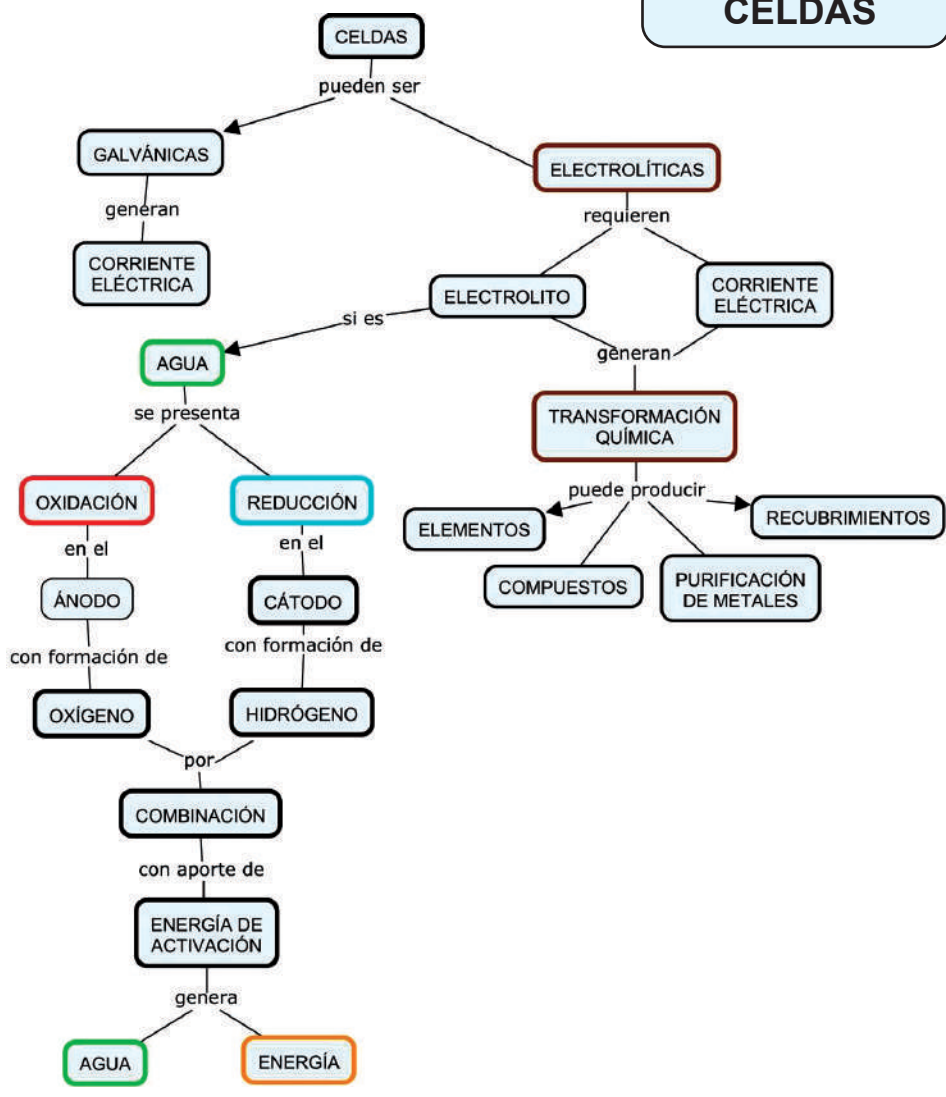 CELDAS
CELDAS
pueden ser
GALVÁNICAS
ELECTROLÍTICAS
generan
requieren
CORRIENTE
ELÉCTRICA
ELECTROLITO
CORRIENTE
ELÉCTRICA
si es
generan
AGUA
se presenta
TRANSFORMACIÓN
QUÍMICA
puede producir
OXIDACIÓN
REDUCCIÓN
ELEMENTOS
RECUBRIMIENTOS
en el
en el
COMPUESTOS
PURIFICACIÓN
DE METALES
ÁNODO
CÁTODO
con formación de
con formación de
OXÍGENO
HIDRÓGENO
por
COMBINACIÓN
con aporte de
ENERGÍA DE
ACTIVACIÓN
genera
AGUA
ENERGÍA